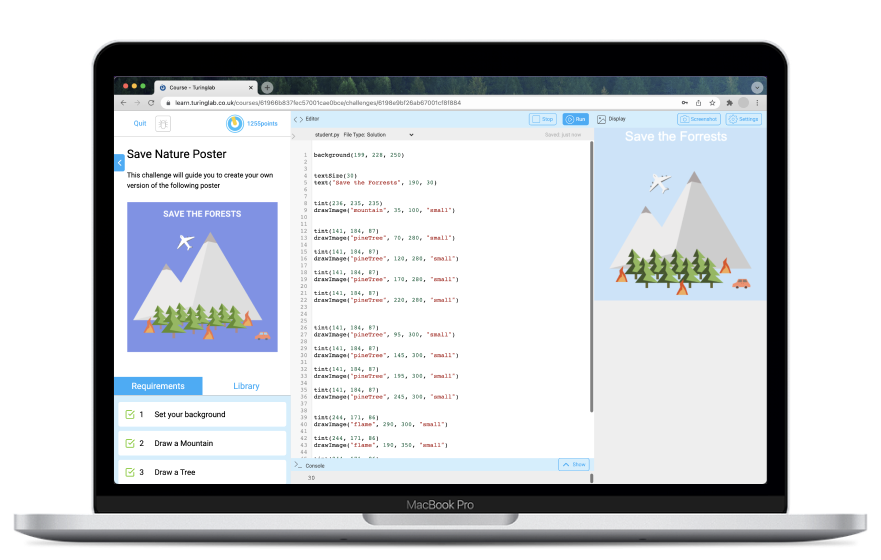 Course - Turinglab
learn.turinglab.co.uk/courses/61966b837fec57001cae0bce/challenges/6198e9bf26ab67001cf81884
Quit
1255points
Editor
Stop
Run
Display
Screenshot
Settings
student.py File Type: Solution
Saved: just now
Save Nature Poster
This challenge will guide you to create your own
version of the following poster
SAVE THE FORESTS
Requirements
Library
1 Set your background
2 Draw a Mountain
3 Draw a Tree
1 background(199, 228, 250)
2
3
4 textSize(30)
5 text("Save the Forrests", 190, 30)
6
7
8 tint(236, 235, 235)
9 drawImage("mountain", 35, 100, "small")
10
11
12 tint(141, 184, 87)
13 drawImage("pineTree", 70, 280, "small")
14
15 tint(141, 184, 87)
16 drawImage("pineTree", 120, 280, "small")
17
18 tint(141, 184, 87)
19 drawImage("pineTree", 170, 280, "small")
20
21 tint(141, 184, 87)
22 drawImage("pineTree", 220, 280, "small")
23
24
25
26 tint(141, 184, 87)
27 drawImage("pineTree", 95, 300, "small")
28
29 tint(141, 184, 87)
30 drawImage("pineTree", 145, 300, "small")
31
32 tint(141, 184, 87)
33 drawImage("pineTree", 195, 300, "small")
34
35 tint(141, 184, 87)
36 drawImage("pineTree", 245, 300, "small")
37
38
39 tint(244, 171, 86)
40 drawImage("flame", 290, 300, "small")
41
42 tint(244, 171, 86)
43 drawImage("flame", 190, 350, "small")
44
Console
Show
30
Save the Forrests
MacBook Pro